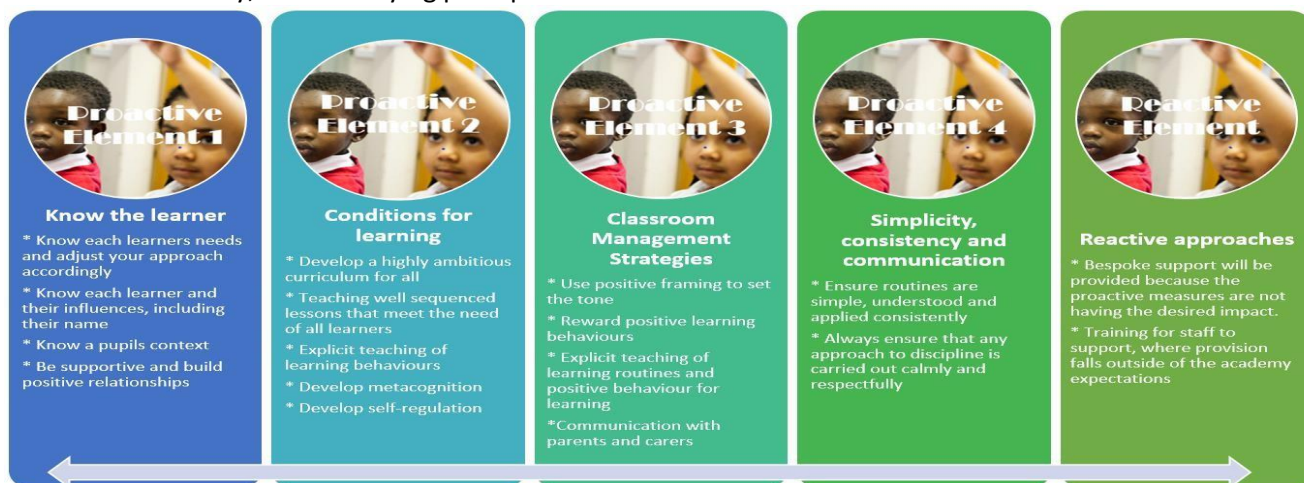 Proactive
Element 1
Know the learner
* Know each learners needs
and adjust your approach
accordingly
* Know each learner and
their influences, including
their name
* Know a pupils context
* Be supportive and build
positive relationships
Proactive
Element 2
Conditions for
learning
* Develop a highly ambitious
curriculum for all
* Teaching well sequenced
lessons that meet the need
of all learners
* Explicit teaching of
learning behaviours
* Develop metacognition
* Develop self-regulation
Proactive
Element 3
Classroom
Management
Strategies
* Use positive framing to set
the tone
* Reward positive learning
behaviours
* Explicit teaching of
learning routines and
positive behaviour for
learning
*Communication with
parents and carers
Proactive
Element 4
Simplicity,
consistency and
communication
* Ensure routines are
simple, understood and
applied consistently
* Always ensure that any
approach to discipline is
carried out calmly and
respectfully
Reactive
Element
Reactive approaches
* Bespoke support will be
provided because the
proactive measures are not
having the desired impact.
* Training for staff to
support, where provision
falls outside of the academy
expectations